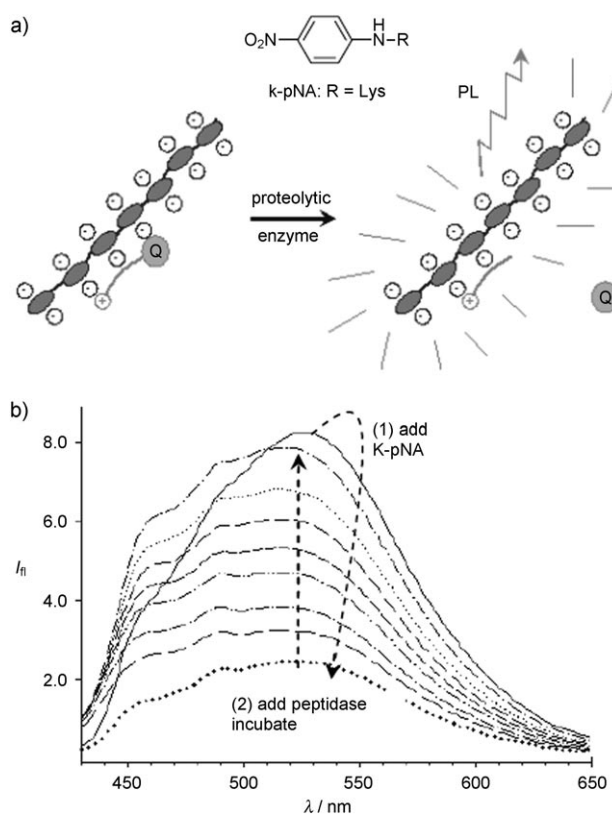 a)
O₂N
H
N-R
k-pNA: R = Lys
PL
proteolytic
enzyme
Q
+
Q
+
b)
8.0
6.0
4.0
2.0
I_fl
(1) add
K-pNA
(2) add peptidase
incubate
450
500
550
600
650
λ / nm